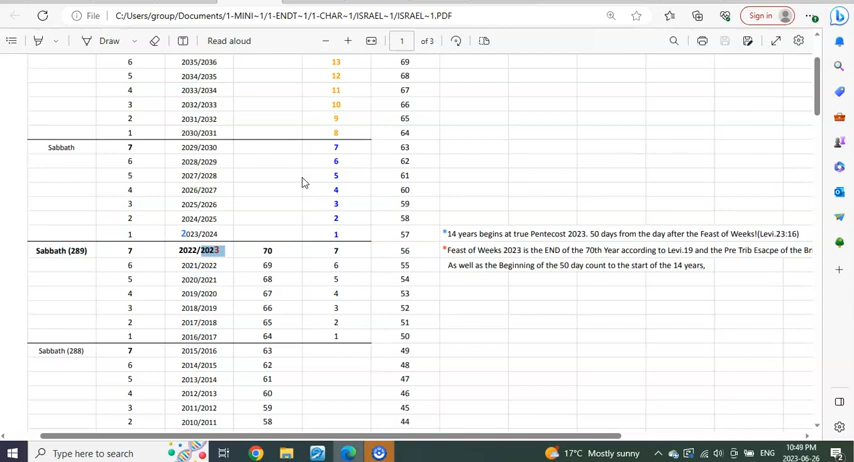 File
C:/Users/group/Documents/1-MINI~1/1-ENDT~1/1-CHAR~1/ISRAEL~1/ISRAEL~1.PDF
Sign in
Draw
Read aloud
1 of 3
6 2035/2036 13 69
5 2034/2035 12 68
4 2033/2034 11 67
3 2032/2033 10 66
2 2031/2032 9 65
1 2030/2031 8 64
Sabbath 7 2029/2030 7 63
6 2028/2029 6 62
5 2027/2028 5 61
4 2026/2027 4 60
3 2025/2026 3 59
2 2024/2025 2 58
1 2023/2024 1 57 *14 years begins at true Pentecost 2023. 50 days from the day after the Feast of Weeks!(Levi.23:16)
Sabbath (289) 7 2022/2023 70 7 56 *Feast of Weeks 2023 is the END of the 70th Year according to Levi.19 and the Pre Trib Esacpe of the Bri
6 2021/2022 69 6 55 As well as the Beginning of the 50 day count to the start of the 14 years,
5 2020/2021 68 5 54
4 2019/2020 67 4 53
3 2018/2019 66 3 52
2 2017/2018 65 2 51
1 2016/2017 64 1 50
Sabbath (288) 7 2015/2016 63 49
6 2014/2015 62 48
5 2013/2014 61 47
4 2012/2013 60 46
3 2011/2012 59 45
2 2010/2011 58 44
Type here to search
17°C Mostly sunny
ENG
10:49 PM
2023-06-26
2